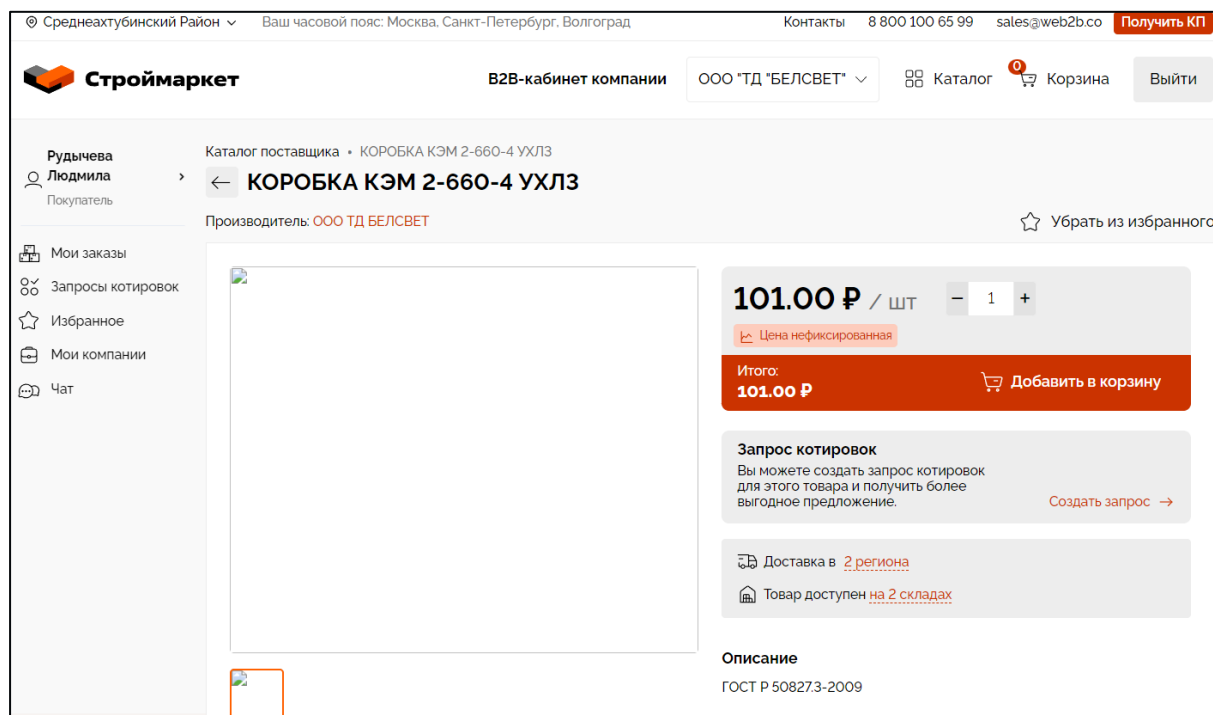 Среднеахтубинский Район
Ваш часовой пояс: Москва, Санкт-Петербург, Волгоград
Контакты
8 800 100 65 99
sales@web2b.co
Получить КП
Строймаркет
B2B-кабинет компании
ООО "ТД "БЕЛСВЕТ"
Каталог
0
Корзина
Выйти
Рудычева
Людмила
Покупатель
Мои заказы
Запросы котировок
Избранное
Мои компании
Чат
Каталог поставщика • КОРОБКА КЭМ 2-660-4 УХЛ3
КОРОБКА КЭМ 2-660-4 УХЛ3
Производитель: ООО ТД БЕЛСВЕТ
Убрать из избранного
101.00 ₽ / шт
− 1 +
Цена нефиксированная
Итого:
101.00 ₽
Добавить в корзину
Запрос котировок
Вы можете создать запрос котировок
для этого товара и получить более
выгодное предложение.
Создать запрос →
Доставка в 2 региона
Товар доступен на 2 складах
Описание
ГОСТ Р 50827.3-2009